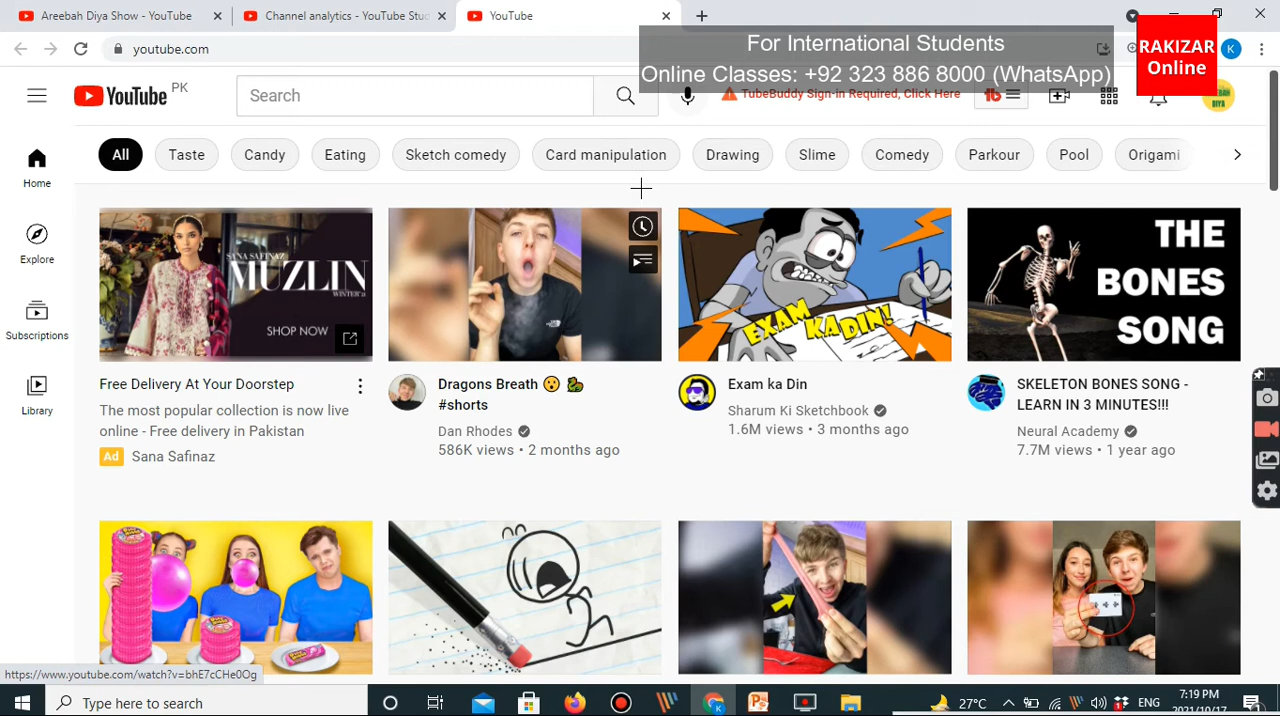 Areebah Diya Show - YouTube
Channel analytics - YouTube Stu
YouTube
youtube.com
For International Students
Online Classes: +92 323 886 8000 (WhatsApp)
RAKIZAR
Online
K
YouTube PK
Search
TubeBuddy Sign-in Required, Click Here
tb
All
Taste
Candy
Eating
Sketch comedy
Card manipulation
Drawing
Slime
Comedy
Parkour
Pool
Origami
Home
Explore
Subscriptions
Library
SANA SAFINAZ
MUZLIN
WINTER'21
SHOP NOW
EXAM KA DIN!
THE
BONES
SONG
Free Delivery At Your Doorstep
The most popular collection is now live
online - Free delivery in Pakistan
Ad Sana Safinaz
Dragons Breath 😮 🐉
#shorts
Dan Rhodes
586K views • 2 months ago
Exam ka Din
Sharum Ki Sketchbook
1.6M views • 3 months ago
SKELETON BONES SONG -
LEARN IN 3 MINUTES!!!
Neural Academy
7.7M views • 1 year ago
https://www.youtube.com/watch?v=bhE7cCHe0Og
Type here to search
27°C
ENG
7:19 PM
2021/10/17
1